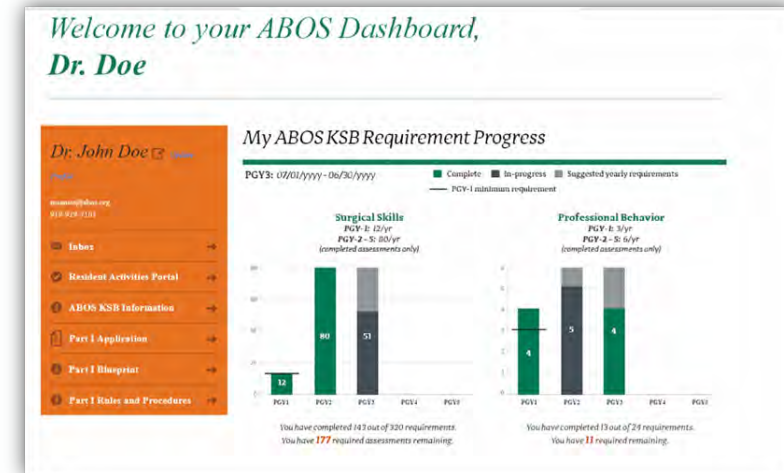 Welcome to your ABOS Dashboard,
Dr. Doe
Dr. John Doe
Inbox
Resident Activities Portal
ABOS KSB Information
Part I Application
Part I Blueprint
Part I Rules and Procedures
My ABOS KSB Requirement Progress
PGY3: 07/01/yyyy - 06/30/yyyy
Complete In-progress Suggested yearly requirements
PGY-1 minimum requirement
Surgical Skills
PGY-1: 12/yr
PGY-2 - 5: 80/yr
(completed assessments only)
12
80
51
PGY1 PGY2 PGY3 PGY4 PGY5
You have completed 143 out of 320 requirements.
You have 177 required assessments remaining.
Professional Behavior
PGY-1: 3/yr
PGY-2 - 5: 6/yr
(completed assessments only)
4
5
4
PGY1 PGY2 PGY3 PGY4 PGY5
You have completed 13 out of 24 requirements.
You have 11 required remaining.